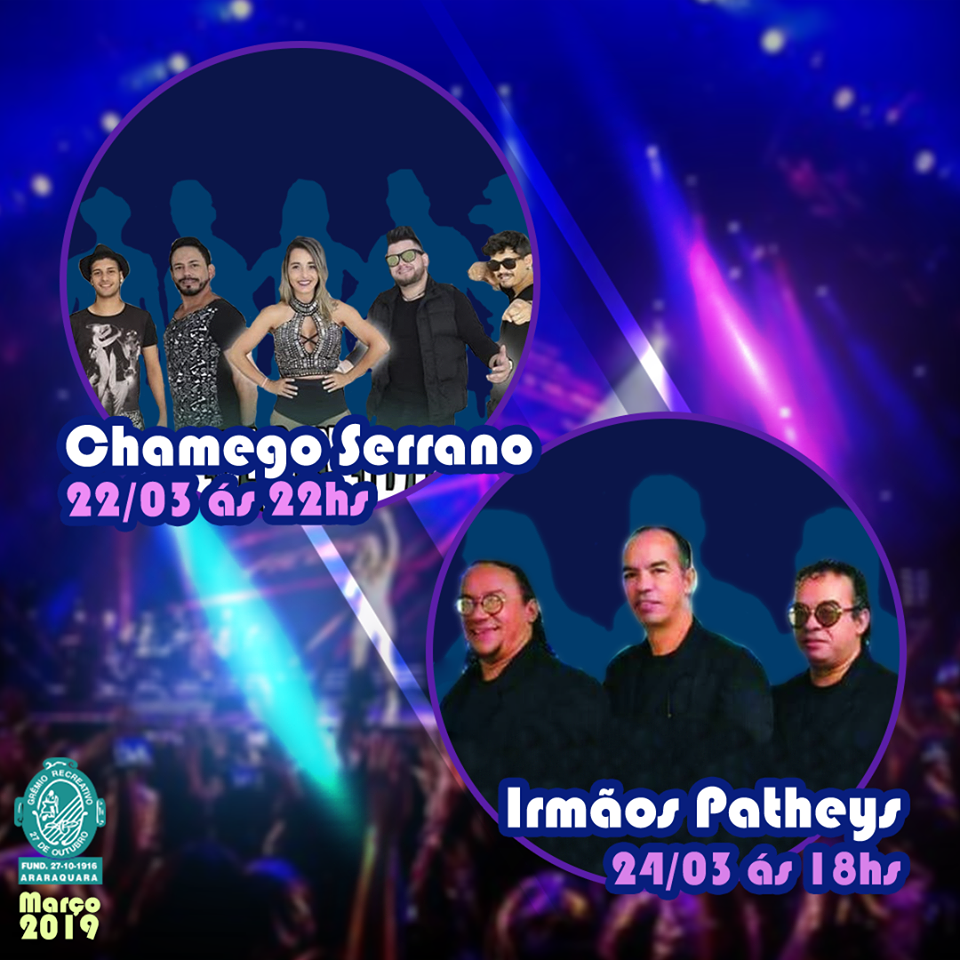 Chamego Serrano
22/03 ás 22hs
Irmãos Patheys
24/03 ás 18hs
GRÊMIO RECREATIVO
27 DE OUTUBRO
FUND. 27-10-1916
ARARAQUARA
Março
2019